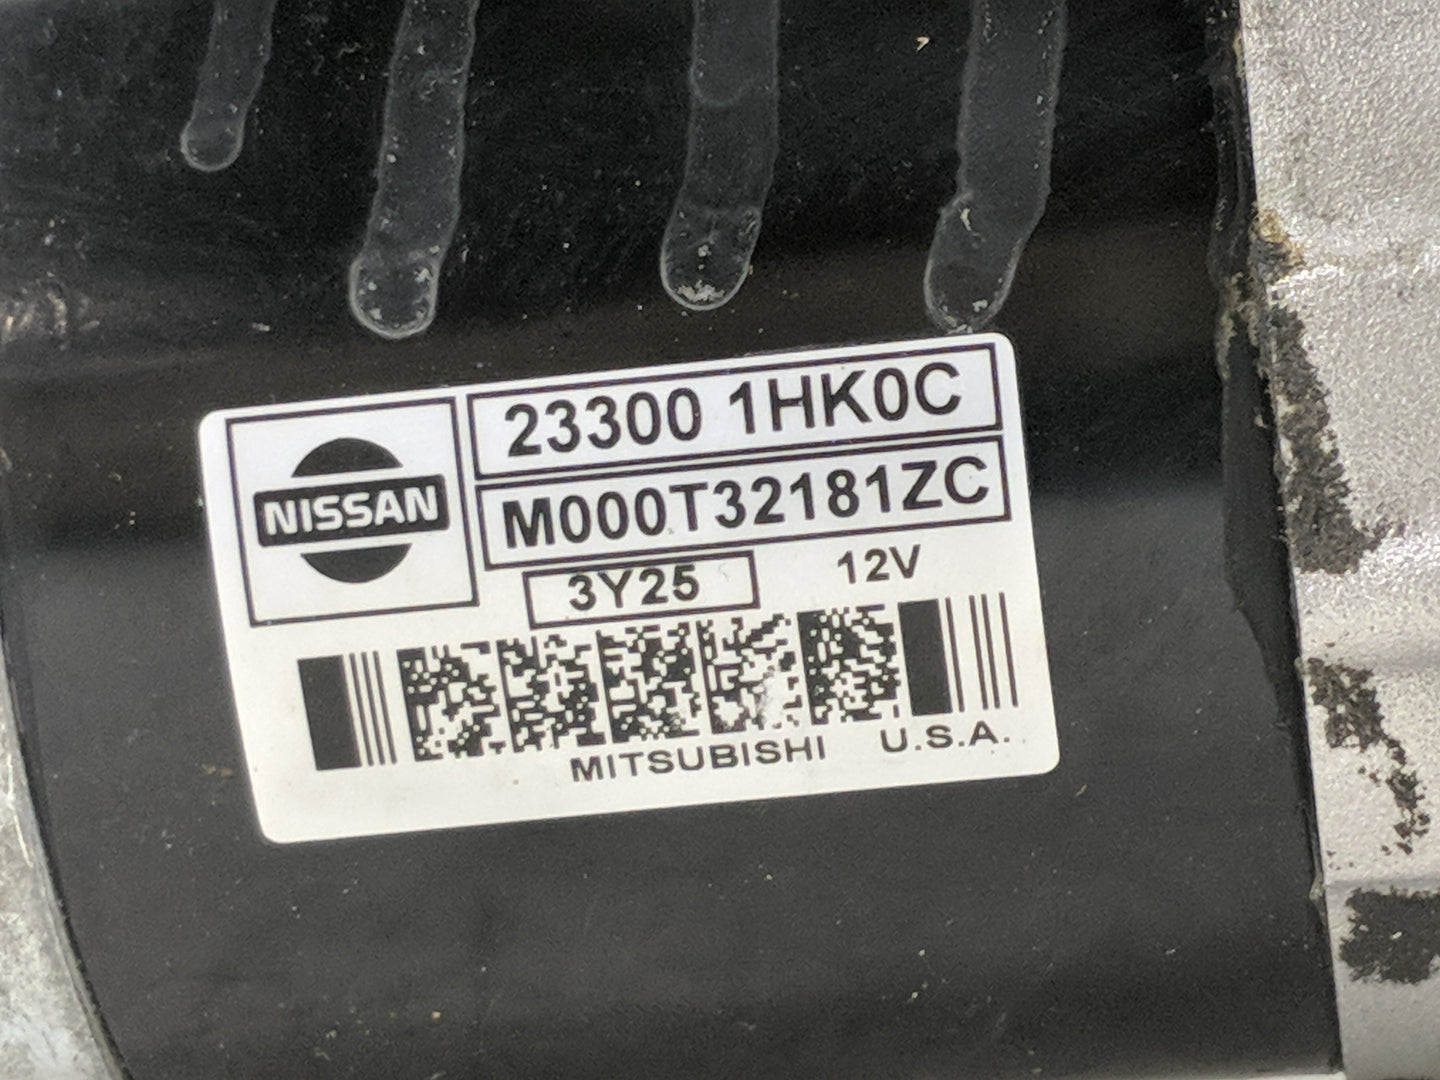 NISSAN
23300 1HK0C
M000T32181ZC
3Y25 12V
MITSUBISHI U.S.A.